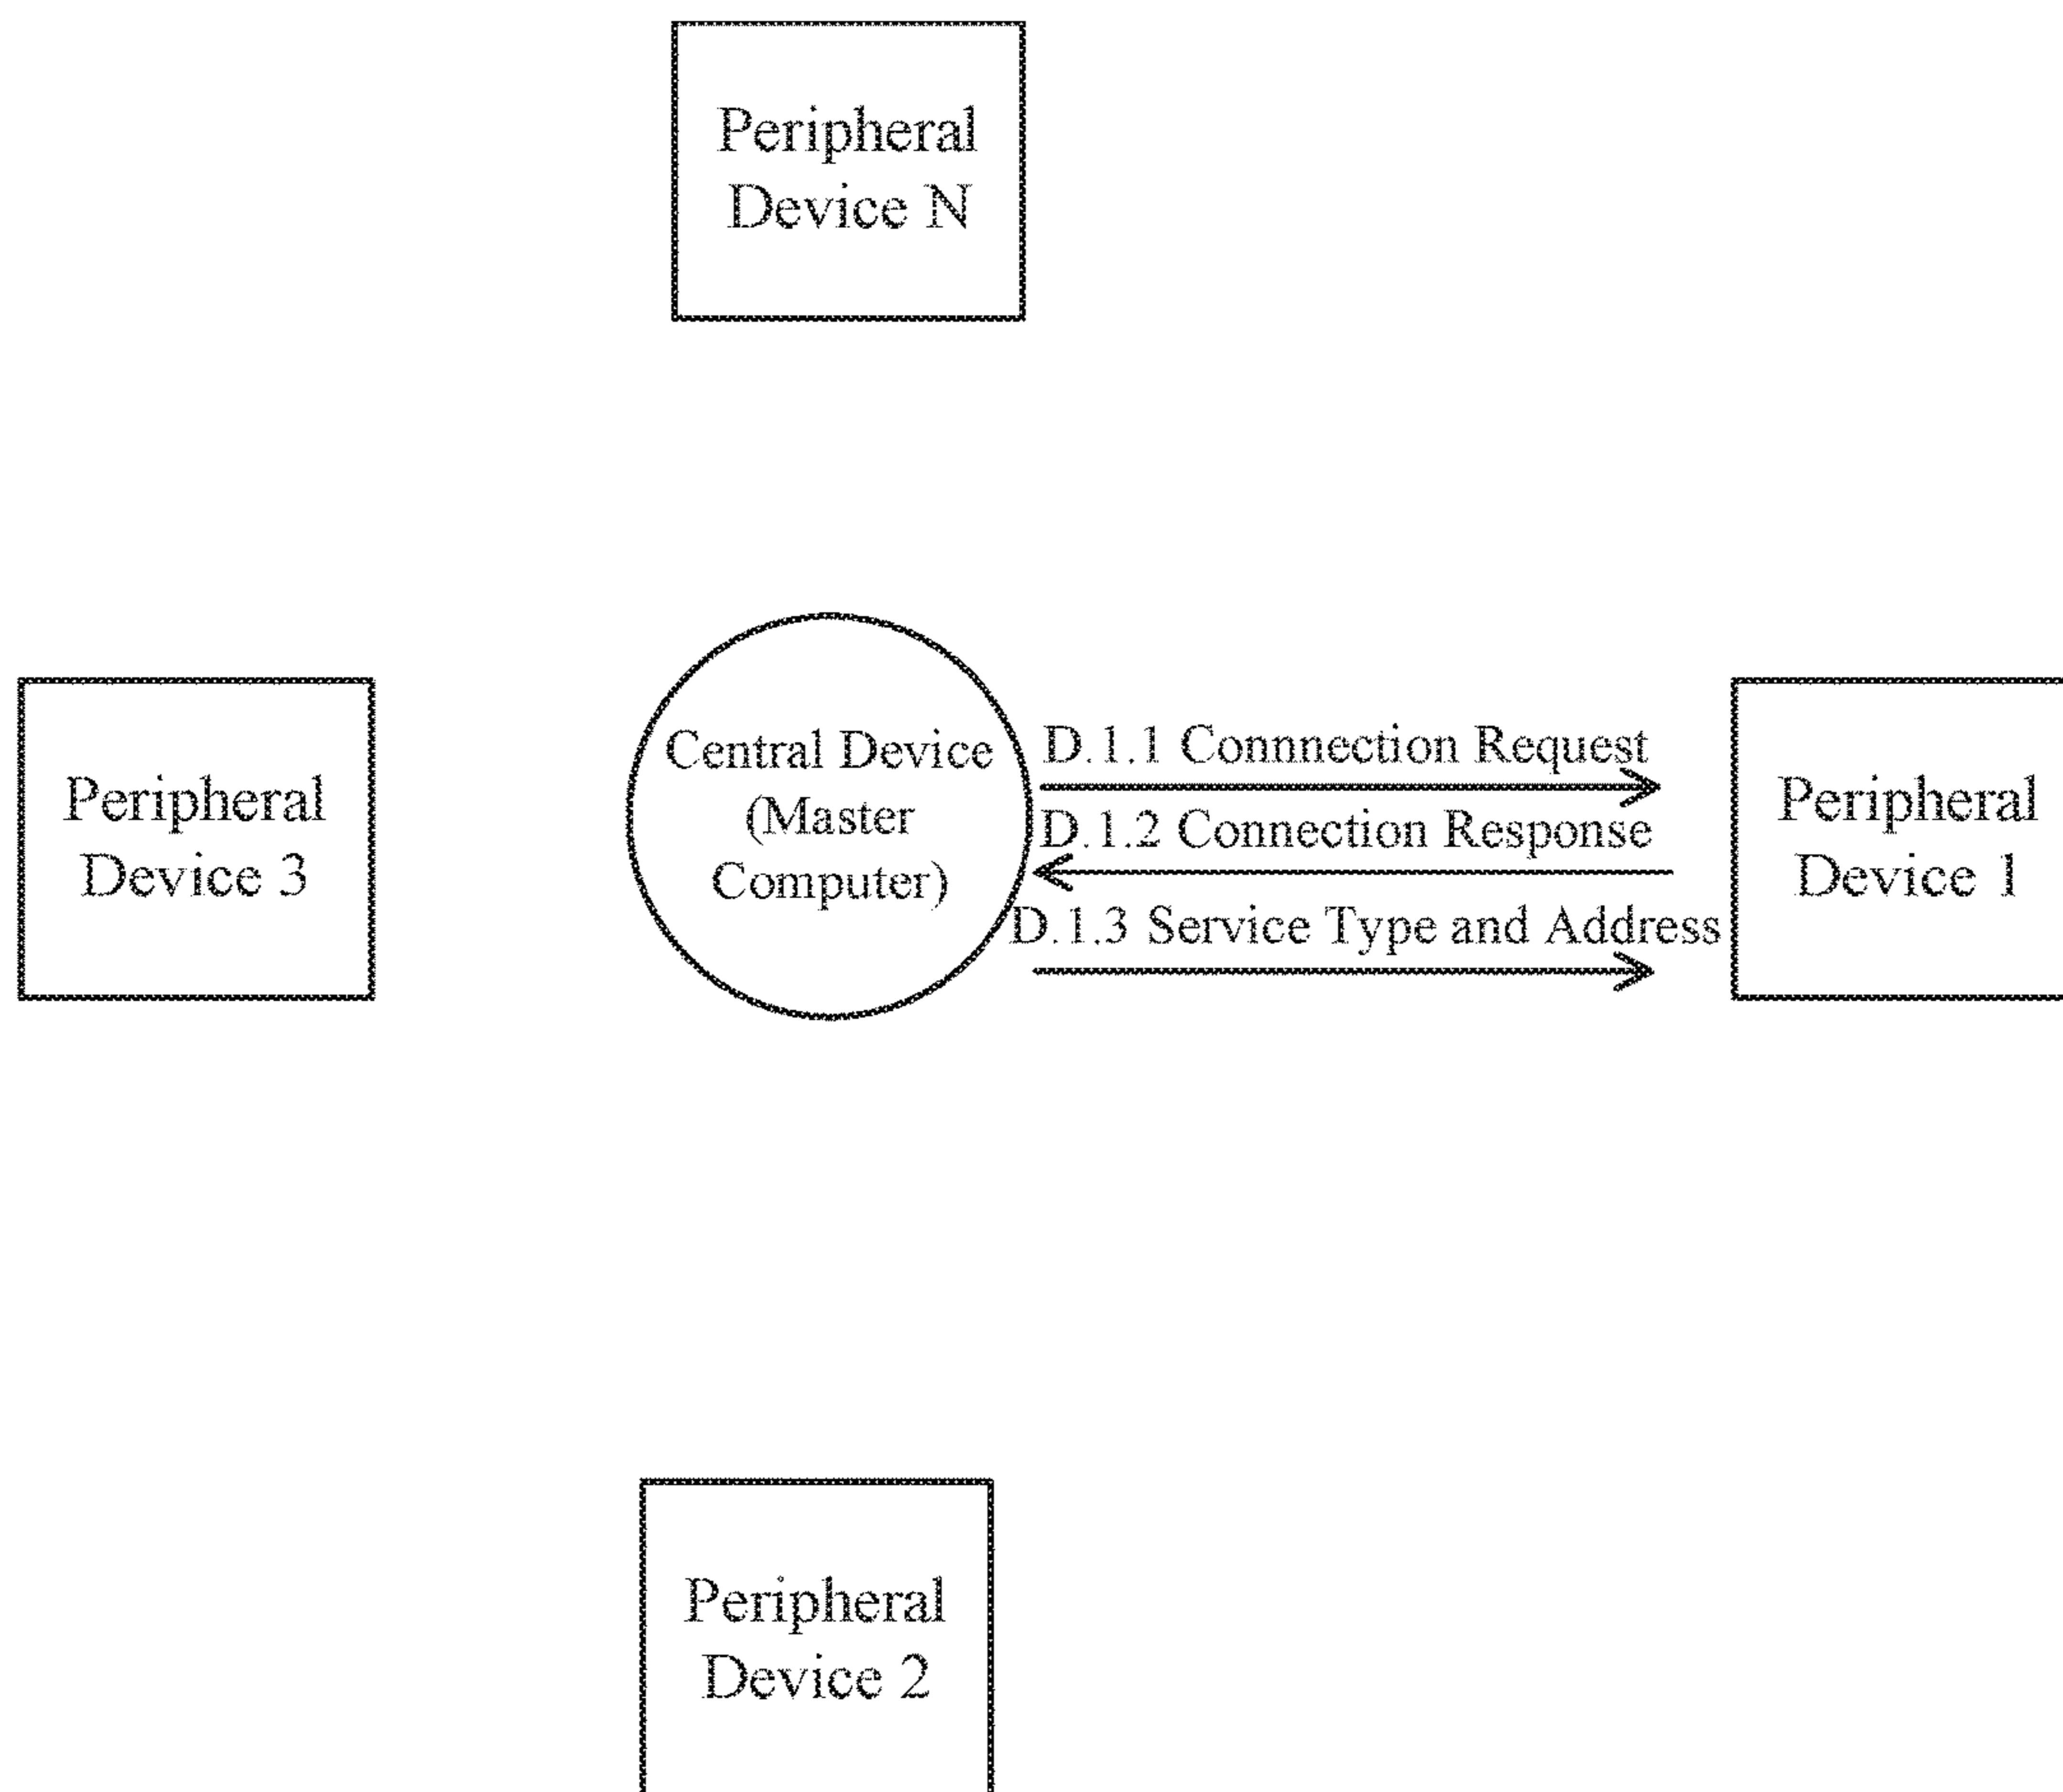 Peripheral
Device N
Peripheral
Device 3
Central Device
(Master
Computer)
D.1.1 Connnection Request
D.1.2 Connection Response
D.1.3 Service Type and Address
Peripheral
Device 1
Peripheral
Device 2